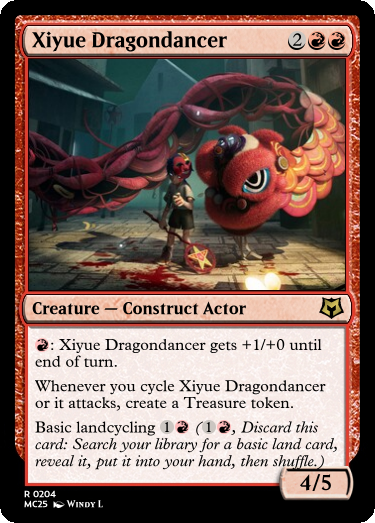 Xiyue Dragondancer 2
Creature — Construct Actor
: Xiyue Dragondancer gets +1/+0 until
end of turn.
Whenever you cycle Xiyue Dragondancer
or it attacks, create a Treasure token.
Basic landcycling 1 (1, Discard this
card: Search your library for a basic land card,
reveal it, put it into your hand, then shuffle.)
4/5
R 0204
MC25 Windy L